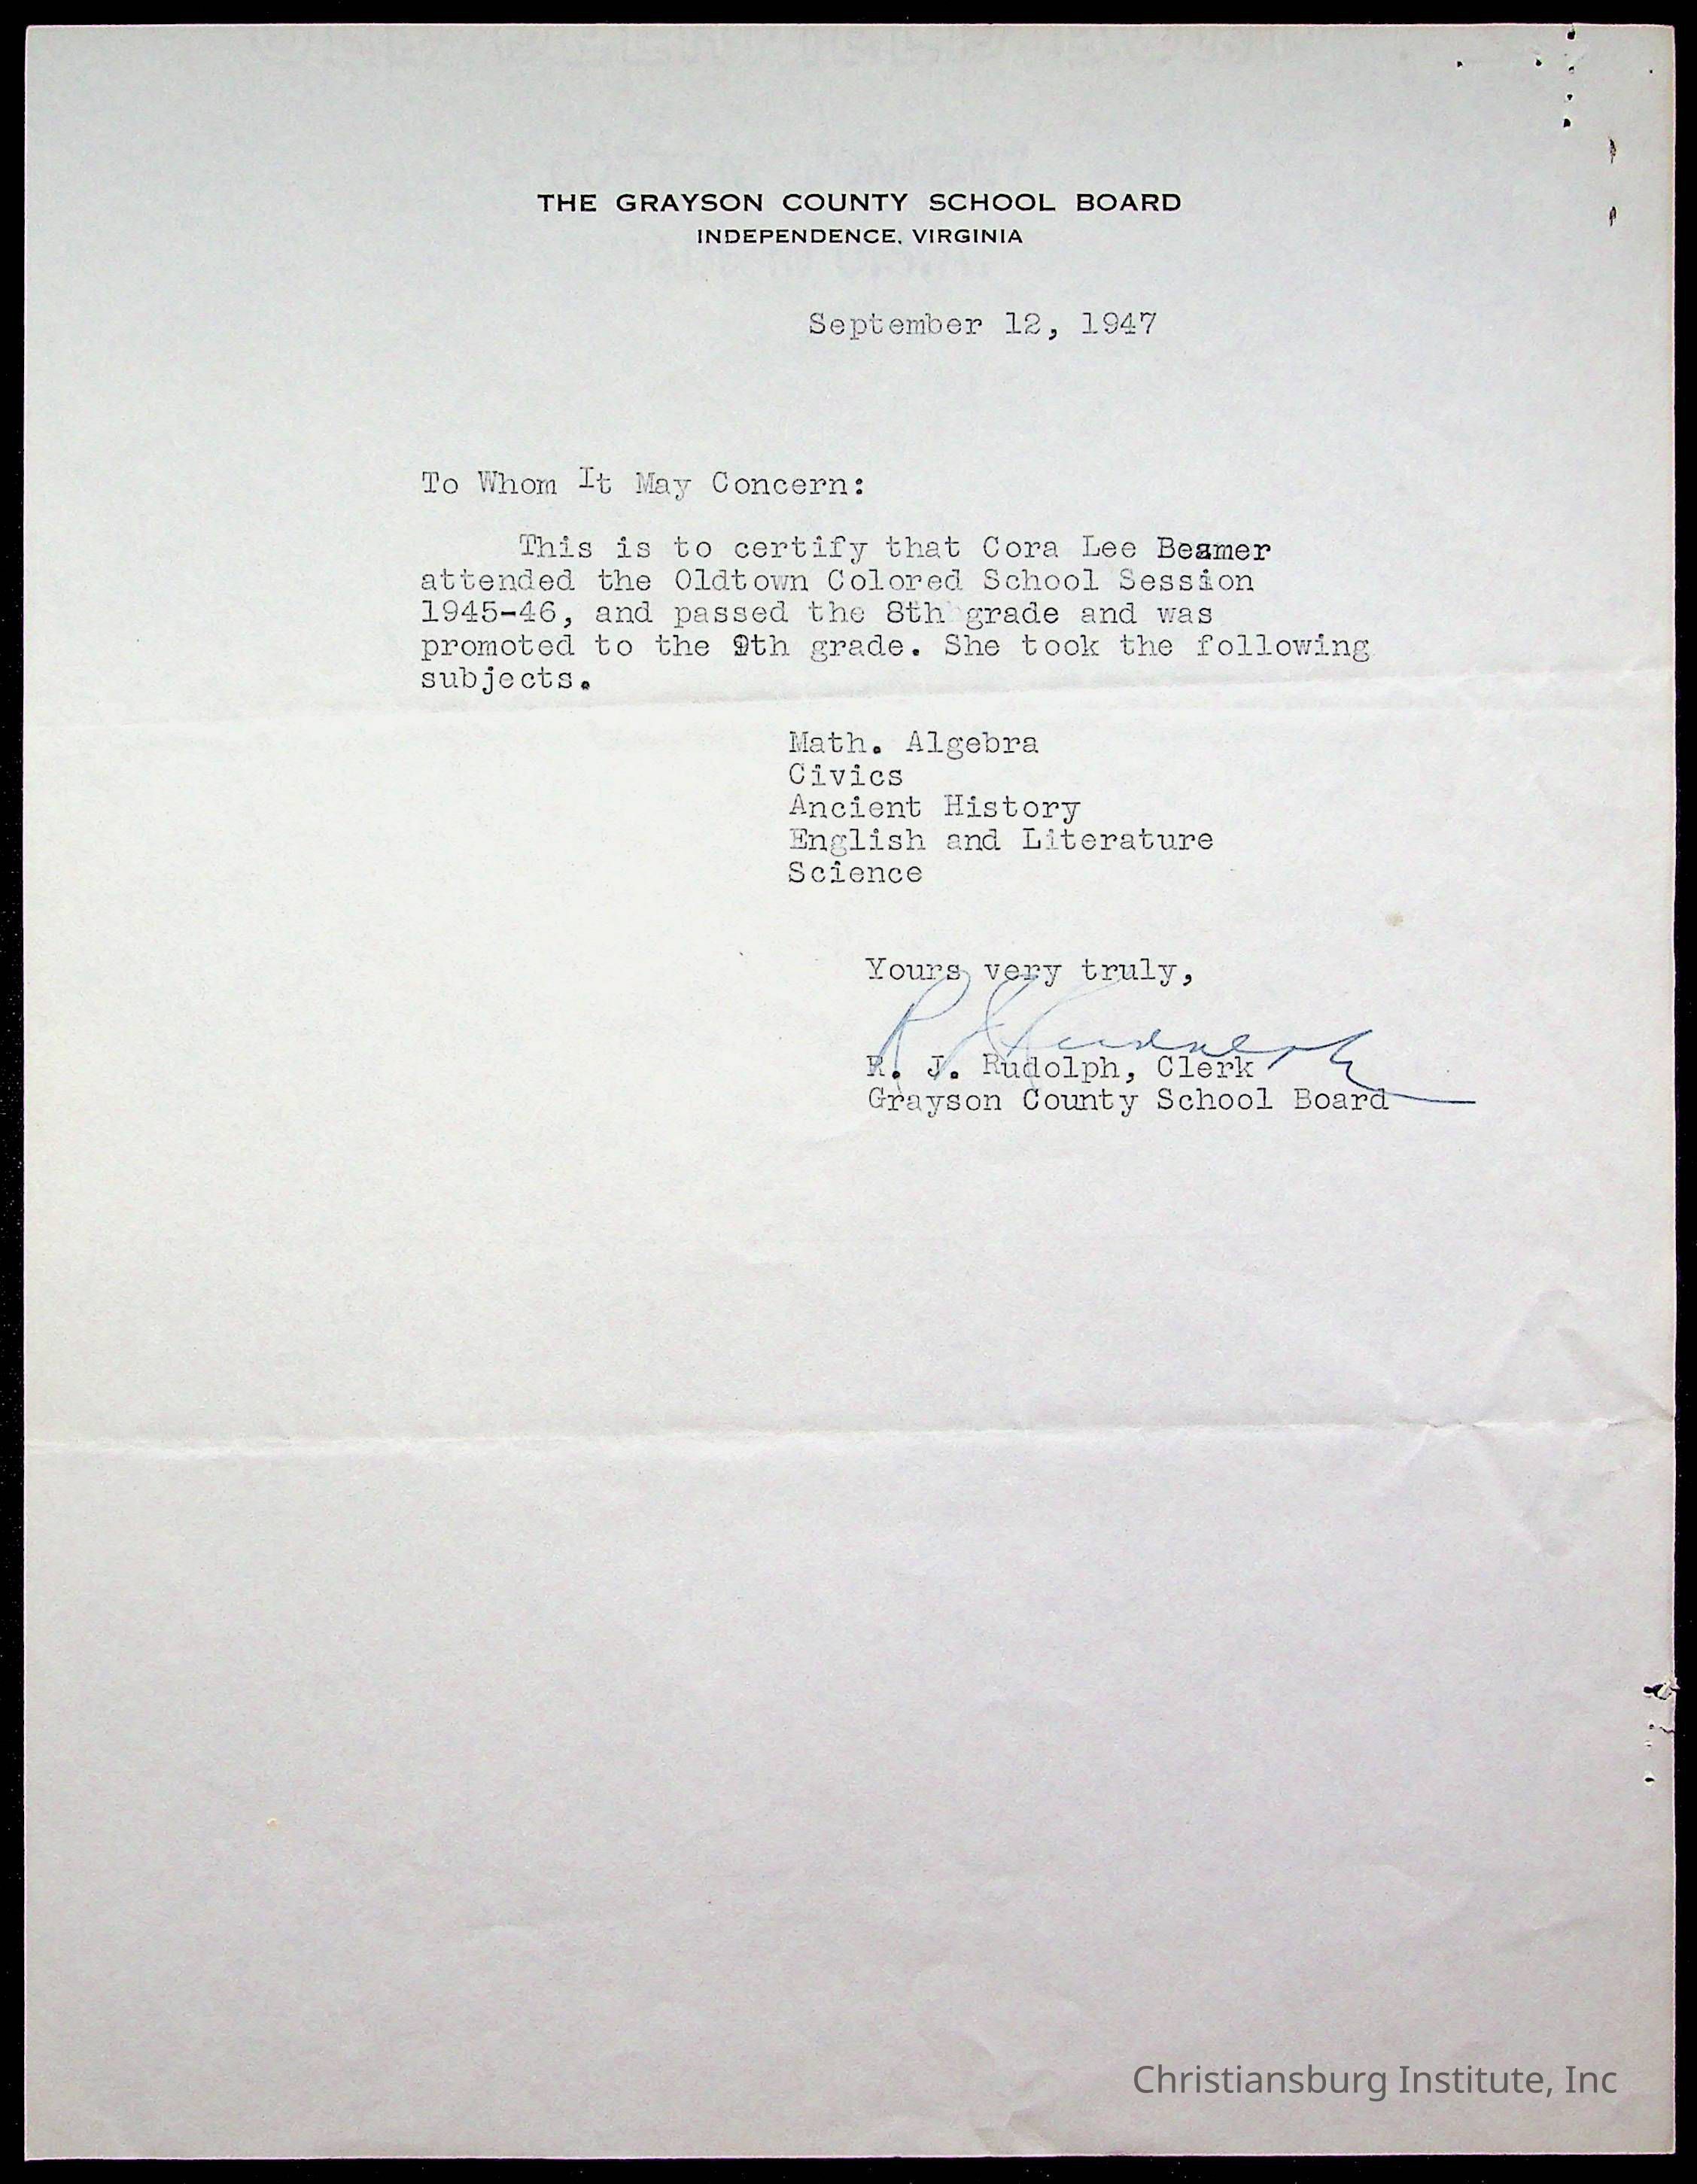 THE GRAYSON COUNTY SCHOOL BOARD
INDEPENDENCE, VIRGINIA
September 12, 1947
To Whom It May Concern:
This is to certify that Cora Lee Beamer
attended the Oldtown Colored School Session
1945-46, and passed the 8th grade and was
promoted to the 9th grade. She took the following
subjects.
Math. Algebra
Civics
Ancient History
English and Literature
Science
Yours very truly,
R J Rudolph
R. J. Rudolph, Clerk
Grayson County School Board
Christiansburg Institute, Inc